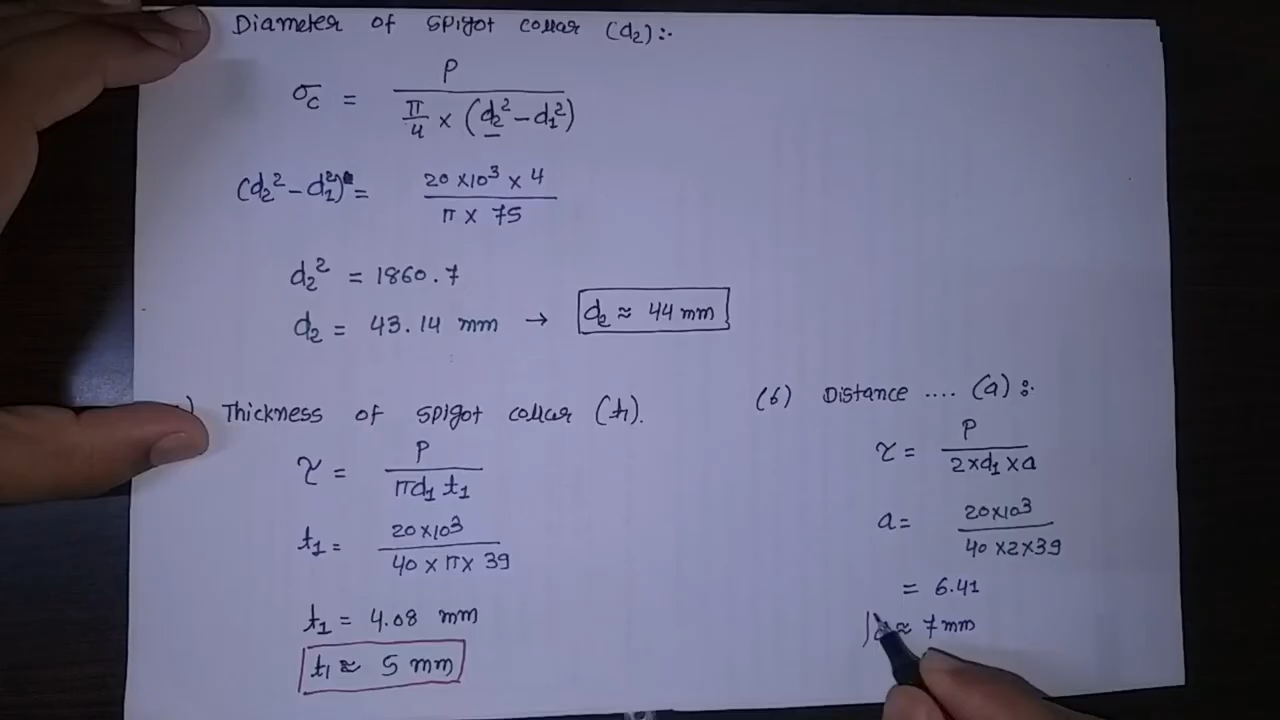 Diameter of spigot collar (d2):-
σc = P / (π/4 × (d2² − d1²))
(d2² − d1²) = 20 ×10³ × 4 / (π × 75)
d2² = 1860.7
d2 = 43.14 mm → d2 ≈ 44 mm
) Thickness of spigot collar (t1).
τ = P / (πd1 t1)
t1 = 20×10³ / (40 × π × 39)
t1 = 4.08 mm
t1 ≈ 5 mm
(6) Distance .... (a) :-
τ = P / (2×d1×a)
a = 20×10³ / (40×2×39)
= 6.41
≈ 7mm